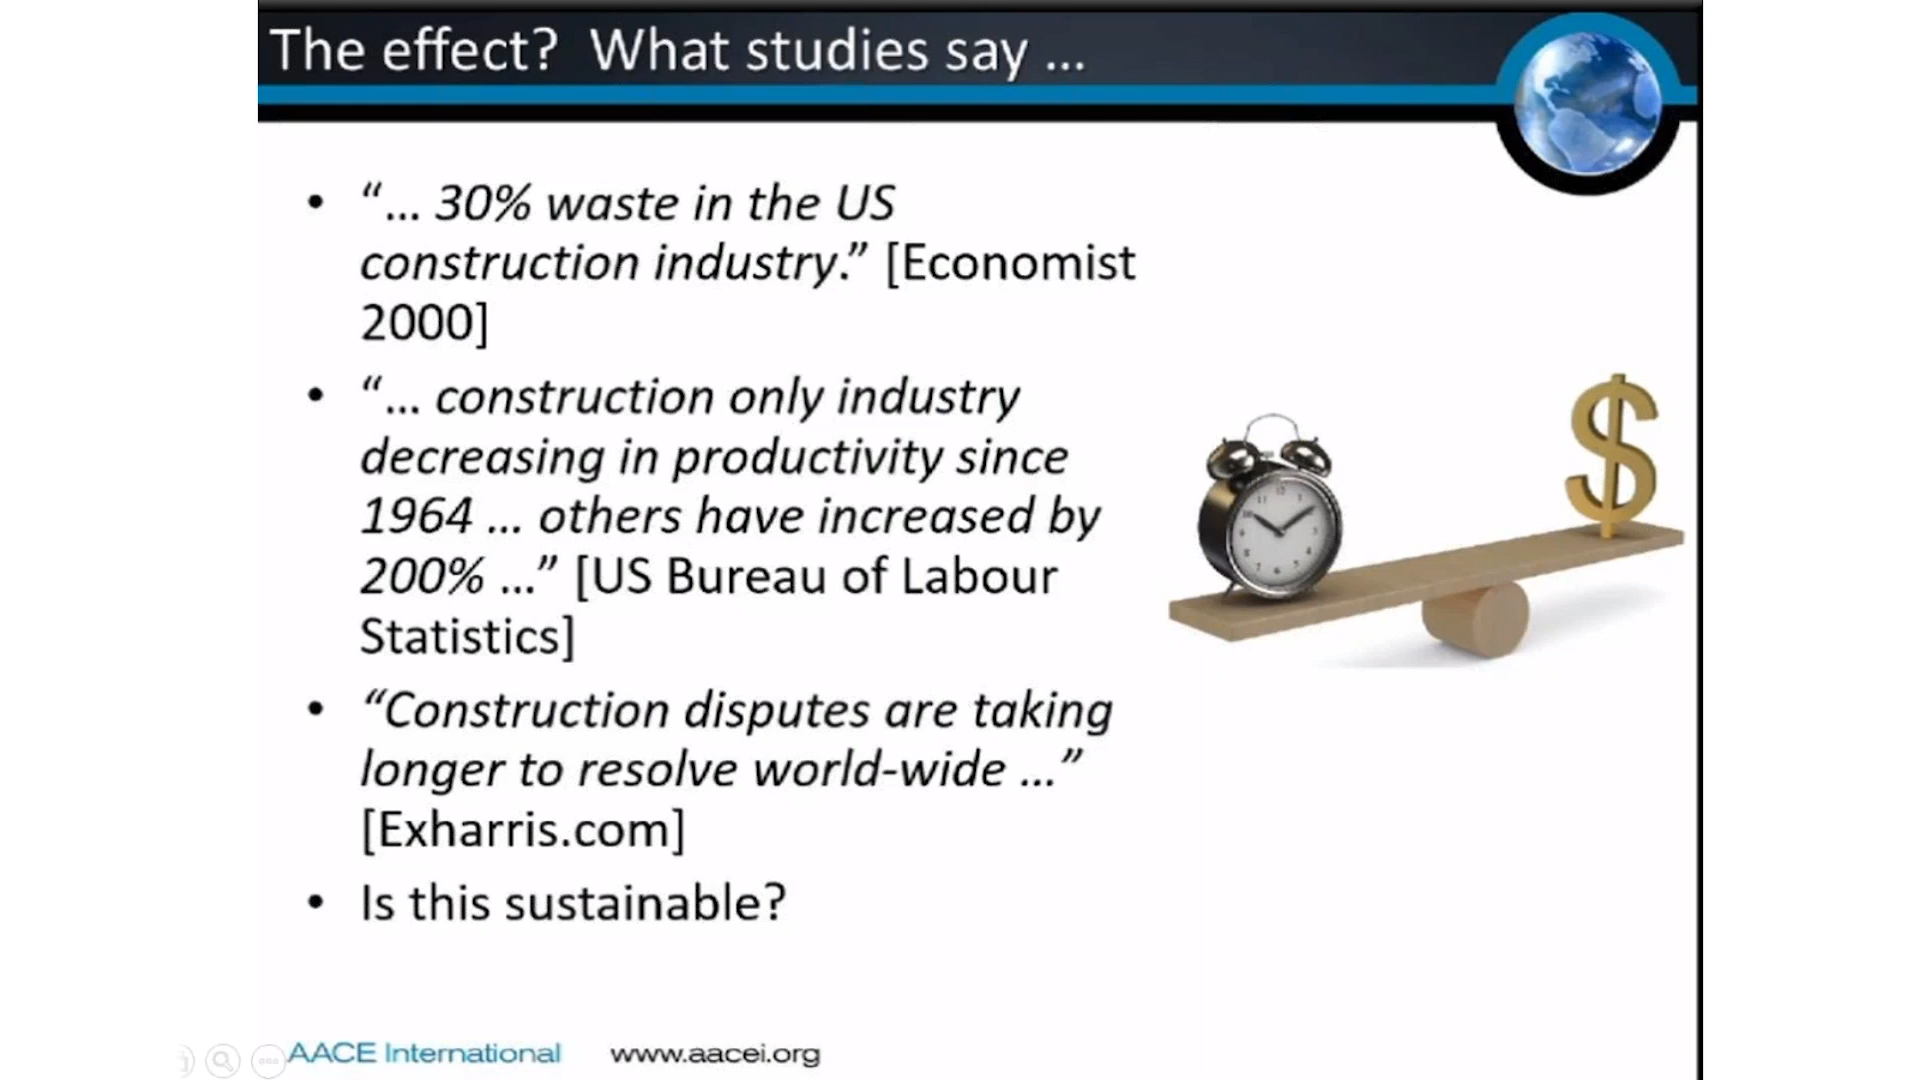 The effect? What studies say ...
• “... 30% waste in the US
construction industry.” [Economist
2000]
• “... construction only industry
decreasing in productivity since
1964 ... others have increased by
200% ...” [US Bureau of Labour
Statistics]
• “Construction disputes are taking
longer to resolve world-wide ...”
[Exharris.com]
• Is this sustainable?
$
AACE International www.aacei.org